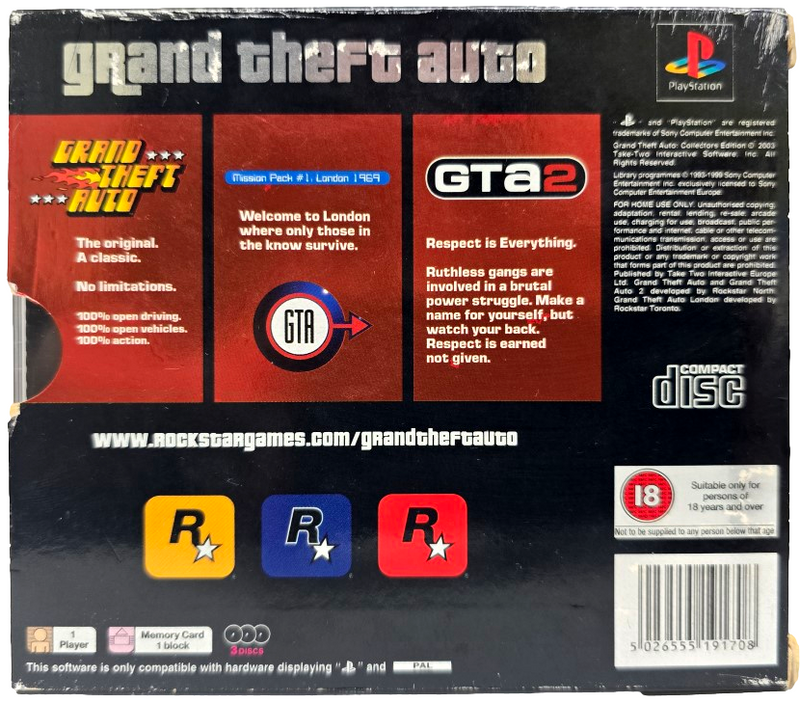 grand theft auto
PlayStation
GRAND
THEFT
AUTO
The original.
A classic.
No limitations.
100% open driving.
100% open vehicles.
100% action.
Mission Pack #1, London 1969
Welcome to London
where only those in
the know survive.
GTA
GTA2
Respect is Everything.
Ruthless gangs are
involved in a brutal
power struggle. Make a
name for yourself, but
watch your back.
Respect is earned
not given.
" " and "PlayStation" are registered
trademarks of Sony Computer Entertainment Inc.
Grand Theft Auto: Collectors Edition © 2003
Take-Two Interactive Software Inc. All
Rights Reserved.
Library programmes © 1993-1999 Sony Computer
Entertainment Inc. exclusively licensed to Sony
Computer Entertainment Europe.
FOR HOME USE ONLY. Unauthorised copying,
adaptation, rental, lending, re-sale, arcade
use, charging for use, broadcast, public per-
formance and internet, cable or other telecom-
munications transmission, access or use are
prohibited. Distribution or extraction of this
product or any trademark or copyright work
that forms part of this product are prohibited.
Published by Take Two Interactive Europe
Ltd. Grand Theft Auto and Grand Theft
Auto 2 developed by Rockstar North.
Grand Theft Auto London developed by
Rockstar Toronto.
COMPACT
disc
www.rockstargames.com/grandtheftauto
R
R
R
18
Suitable only for
persons of
18 years and over
Not to be supplied to any person below that age
5 026555 191708
1
Player
Memory Card
1 block
3 DISCS
This software is only compatible with hardware displaying " " and PAL